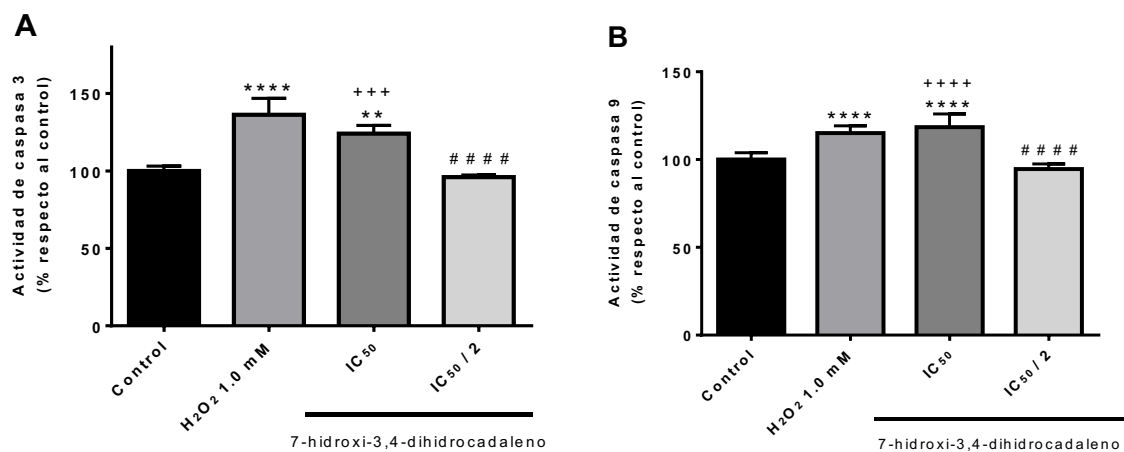 A
Actividad de caspasa 3
(% respecto al control)
150
100
50
0
****
+++
**
# # # #
Control
H₂O₂ 1.0 mM
IC₅₀
IC₅₀ / 2
7-hidroxi-3,4-dihidrocadaleno
B
Actividad de caspasa 9
(% respecto al control)
150
100
50
0
****
++++
****
# # # #
Control
H₂O₂ 1.0 mM
IC₅₀
IC₅₀ / 2
7-hidroxi-3,4-dihidrocadaleno